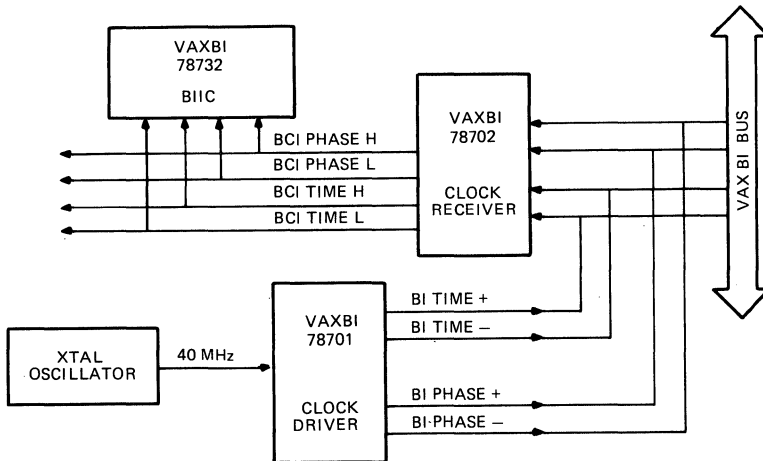 VAXBI
78732
BIIC
VAXBI
78702
CLOCK
RECEIVER
BCI PHASE H
BCI PHASE L
BCI TIME H
BCI TIME L
VAX BI BUS
VAXBI
78701
CLOCK
DRIVER
BI TIME +
BI TIME −
BI PHASE +
BI PHASE −
XTAL
OSCILLATOR
40 MHz